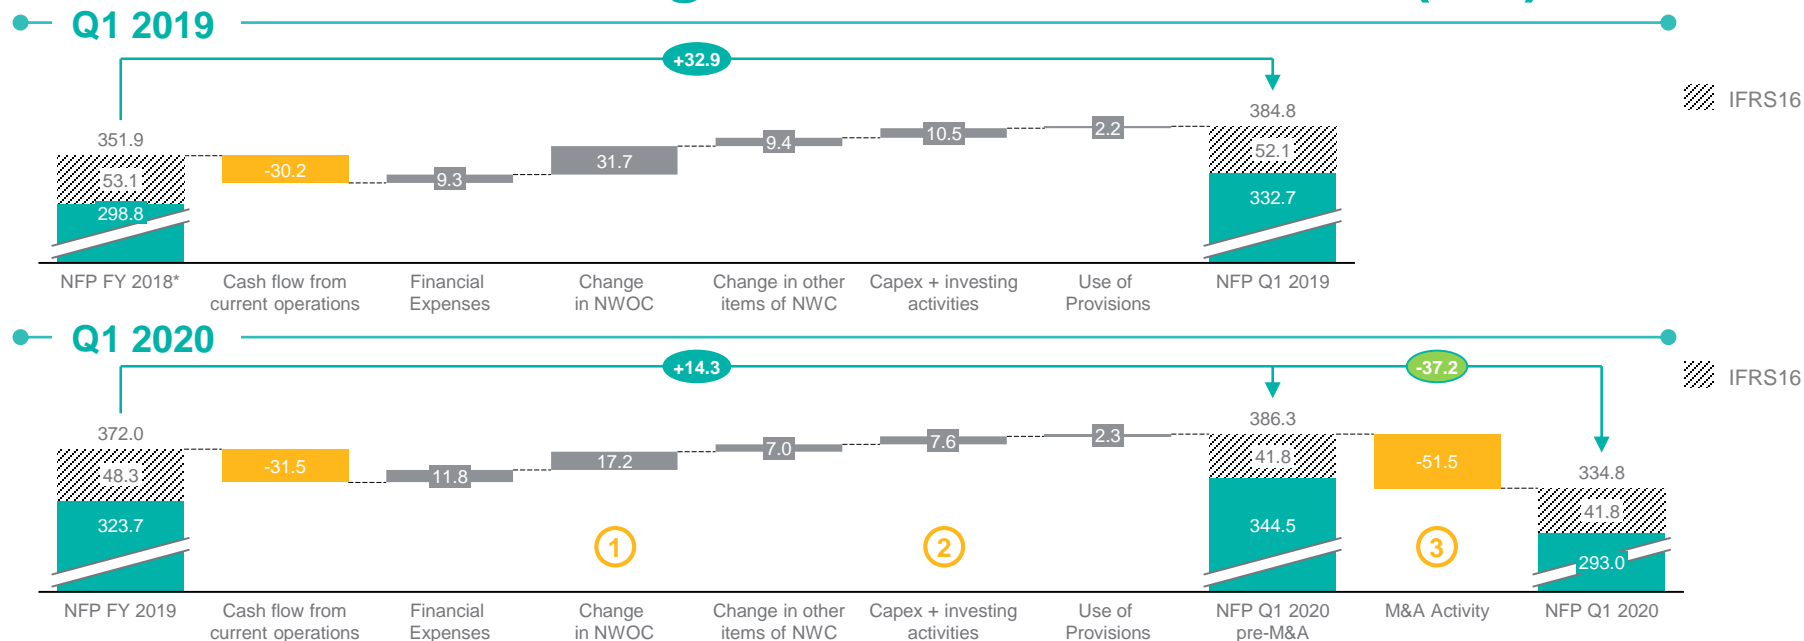 Q1 2019
+32.9
IFRS16
351.9
53.1
298.8
-30.2
9.3
31.7
9.4
10.5
2.2
384.8
52.1
332.7
NFP FY 2018*
Cash flow from
current operations
Financial
Expenses
Change
in NWOC
Change in other
items of NWC
Capex + investing
activities
Use of
Provisions
NFP Q1 2019
Q1 2020
+14.3
-37.2
IFRS16
372.0
48.3
323.7
-31.5
11.8
17.2
7.0
7.6
2.3
386.3
41.8
344.5
-51.5
334.8
41.8
293.0
1
2
3
NFP FY 2019
Cash flow from
current operations
Financial
Expenses
Change
in NWOC
Change in other
items of NWC
Capex + investing
activities
Use of
Provisions
NFP Q1 2020
pre-M&A
M&A Activity
NFP Q1 2020